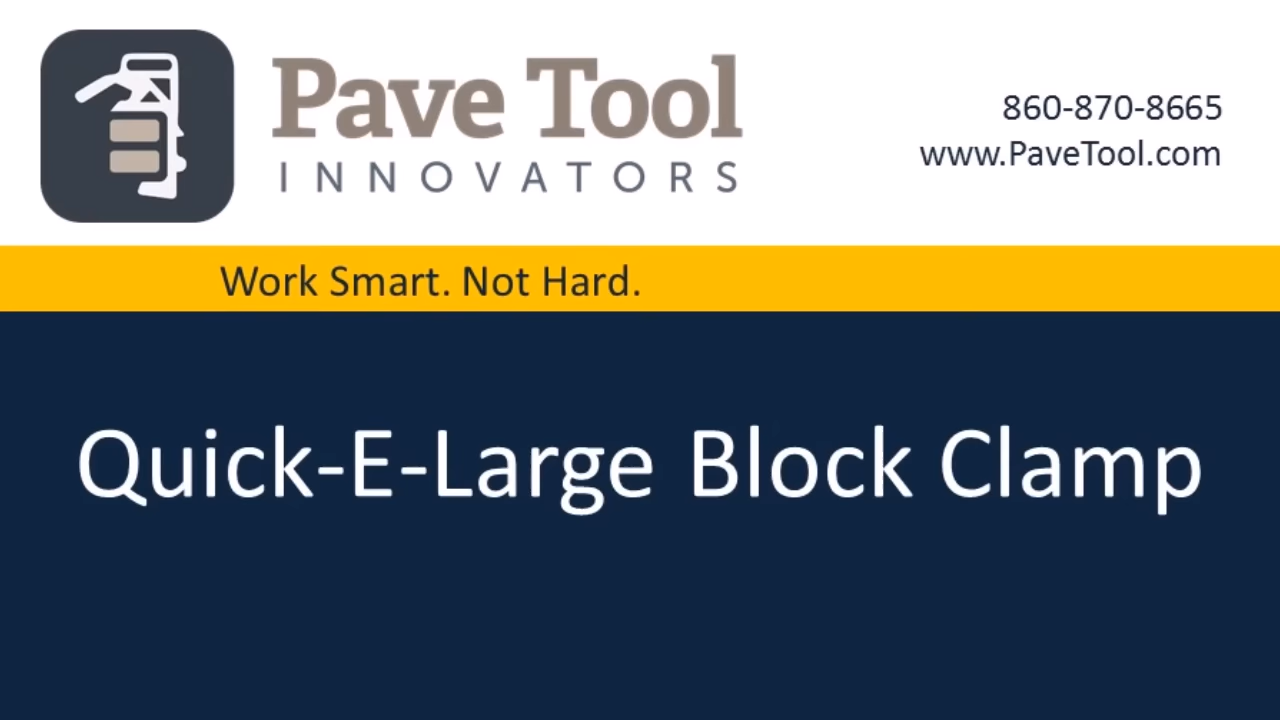 Pave Tool
INNOVATORS
860-870-8665
www.PaveTool.com
Work Smart. Not Hard.
Quick-E-Large Block Clamp